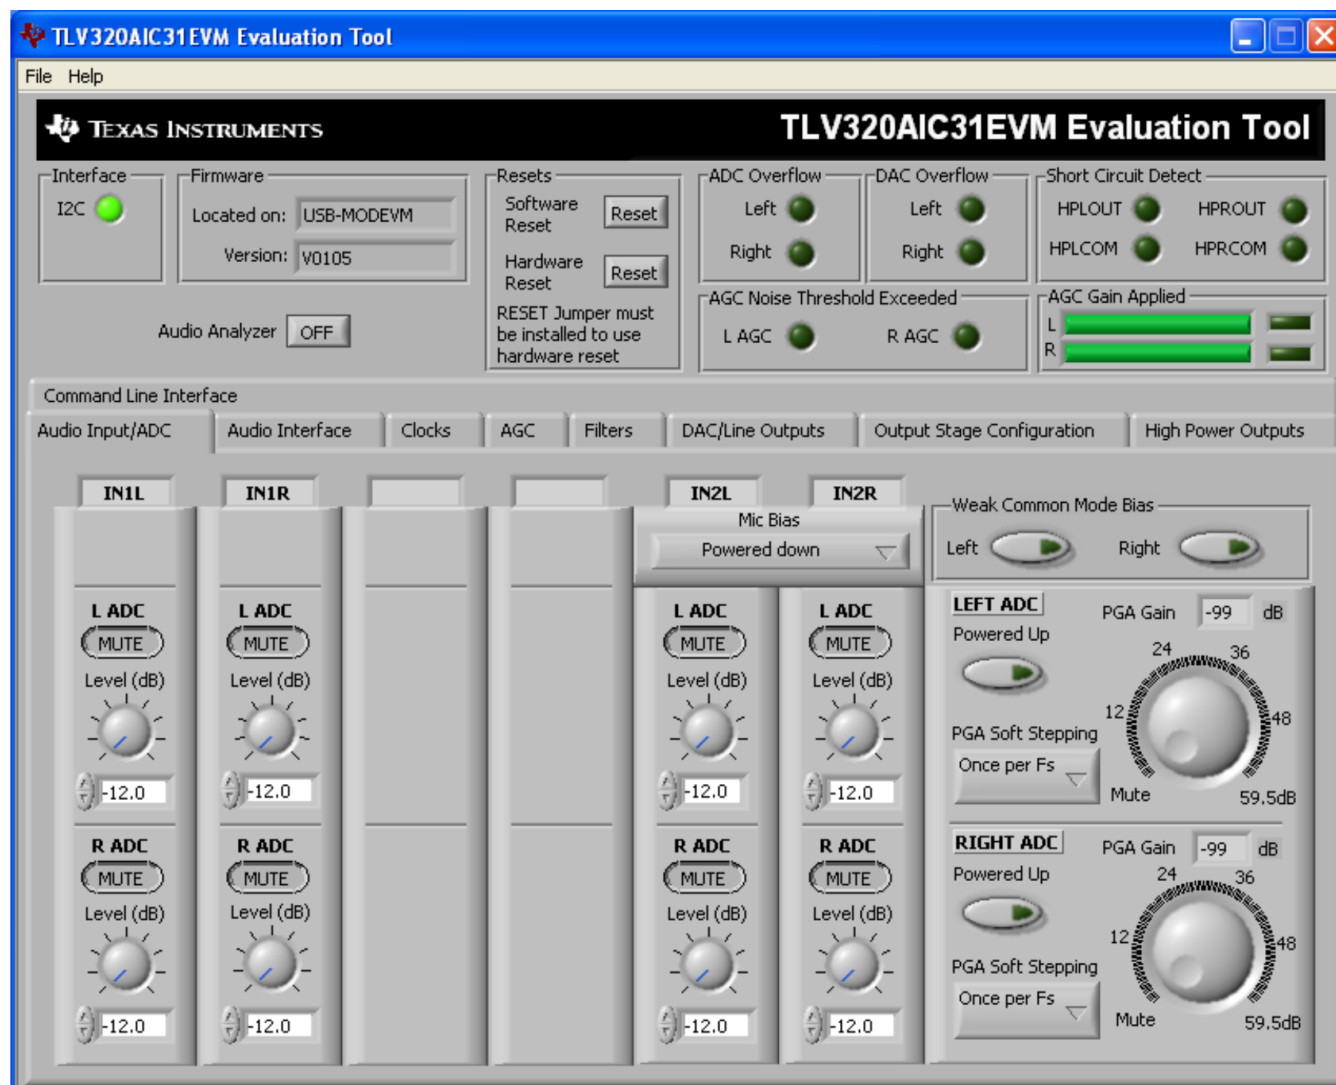 TLV320AIC31EVM Evaluation Tool
File Help
TEXAS INSTRUMENTS
TLV320AIC31EVM Evaluation Tool
Interface
I2C
Firmware
Located on: USB-MODEVM
Version: V0105
Audio Analyzer OFF
Resets
Software
Reset
Reset
Hardware
Reset
Reset
RESET Jumper must
be installed to use
hardware reset
ADC Overflow
Left
Right
DAC Overflow
Left
Right
Short Circuit Detect
HPLOUT HPROUT
HPLCOM HPRCOM
AGC Noise Threshold Exceeded
L AGC R AGC
AGC Gain Applied
L
R
Command Line Interface
Audio Input/ADC Audio Interface Clocks AGC Filters DAC/Line Outputs Output Stage Configuration High Power Outputs
IN1L
L ADC
MUTE
Level (dB)
-12.0
R ADC
MUTE
Level (dB)
-12.0
IN1R
L ADC
MUTE
Level (dB)
-12.0
R ADC
MUTE
Level (dB)
-12.0
IN2L IN2R
Mic Bias
Powered down
L ADC
MUTE
Level (dB)
-12.0
R ADC
MUTE
Level (dB)
-12.0
L ADC
MUTE
Level (dB)
-12.0
R ADC
MUTE
Level (dB)
-12.0
Weak Common Mode Bias
Left Right
LEFT ADC
Powered Up
PGA Soft Stepping
Once per Fs
PGA Gain -99 dB
24 36
12 48
Mute 59.5dB
RIGHT ADC
Powered Up
PGA Soft Stepping
Once per Fs
PGA Gain -99 dB
24 36
12 48
Mute 59.5dB